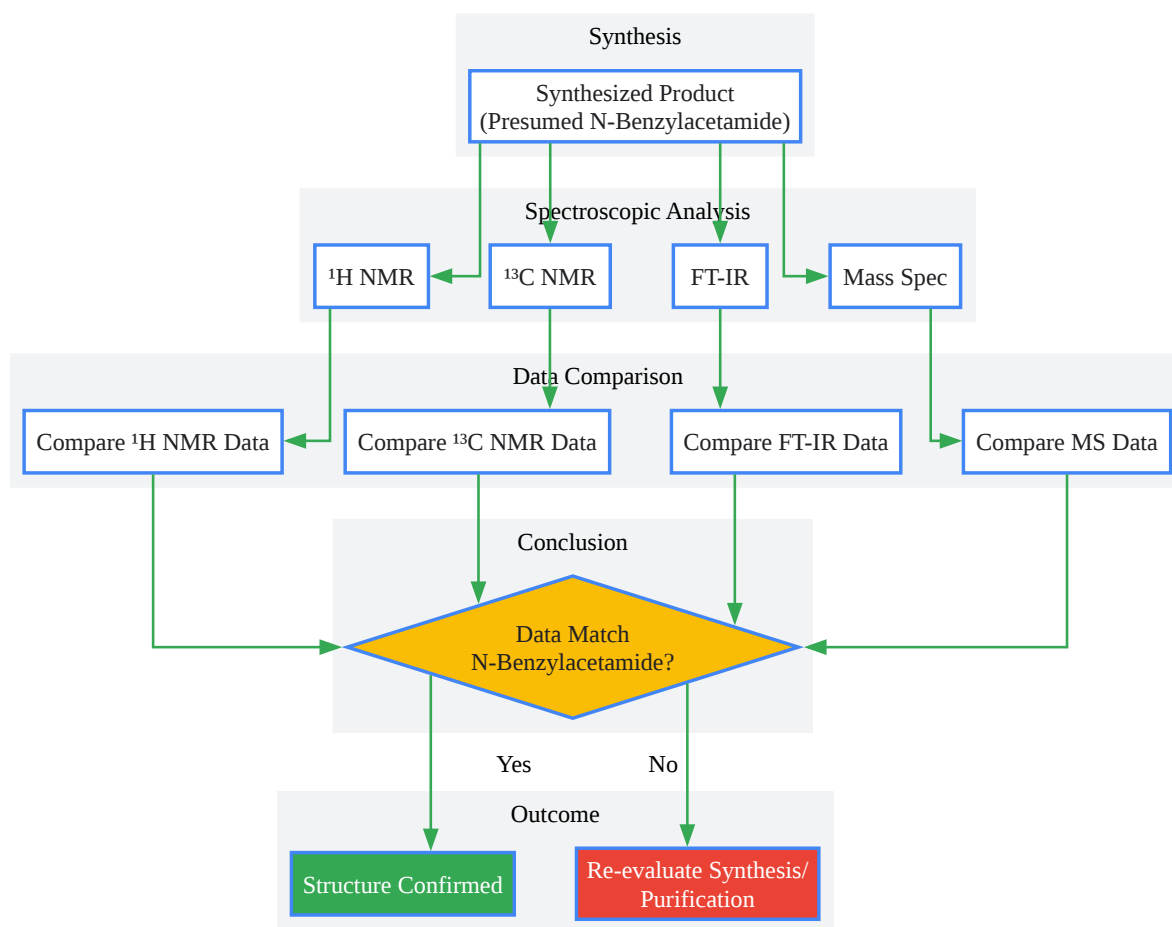 Synthesis
Synthesized Product
(Presumed N-Benzylacetamide)
Spectroscopic Analysis
¹H NMR
¹³C NMR
FT-IR
Mass Spec
Data Comparison
Compare ¹H NMR Data
Compare ¹³C NMR Data
Compare FT-IR Data
Compare MS Data
Conclusion
Data Match
N-Benzylacetamide?
Yes
No
Outcome
Structure Confirmed
Re-evaluate Synthesis/
Purification